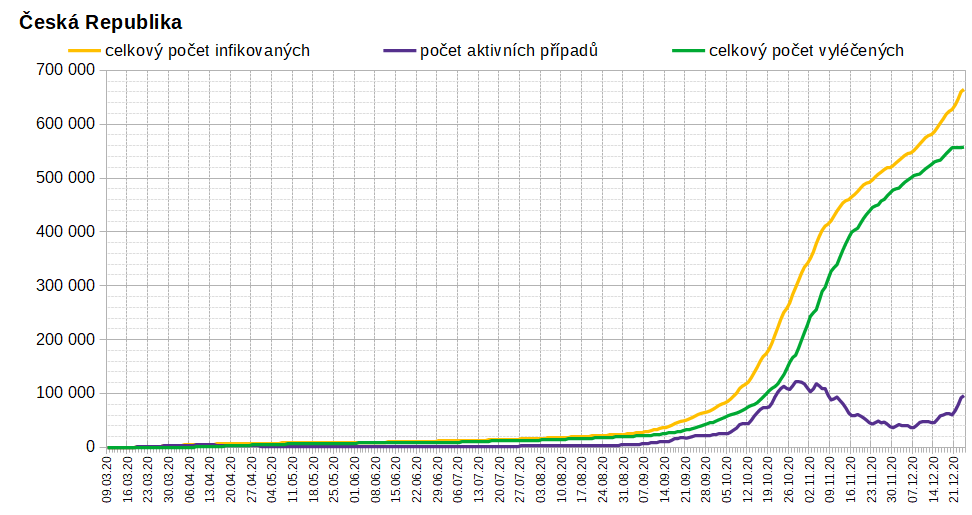 Česká Republika
celkový počet infikovaných počet aktivních případů celkový počet vyléčených
700 000
600 000
500 000
400 000
300 000
200 000
100 000
0
09.03.20 16.03.20 23.03.20 30.03.20 06.04.20 13.04.20 20.04.20 27.04.20 04.05.20 11.05.20 18.05.20 25.05.20 01.06.20 08.06.20 15.06.20 22.06.20 29.06.20 06.07.20 13.07.20 20.07.20 27.07.20 03.08.20 10.08.20 17.08.20 24.08.20 31.08.20 07.09.20 14.09.20 21.09.20 28.09.20 05.10.20 12.10.20 19.10.20 26.10.20 02.11.20 09.11.20 16.11.20 23.11.20 30.11.20 07.12.20 14.12.20 21.12.20